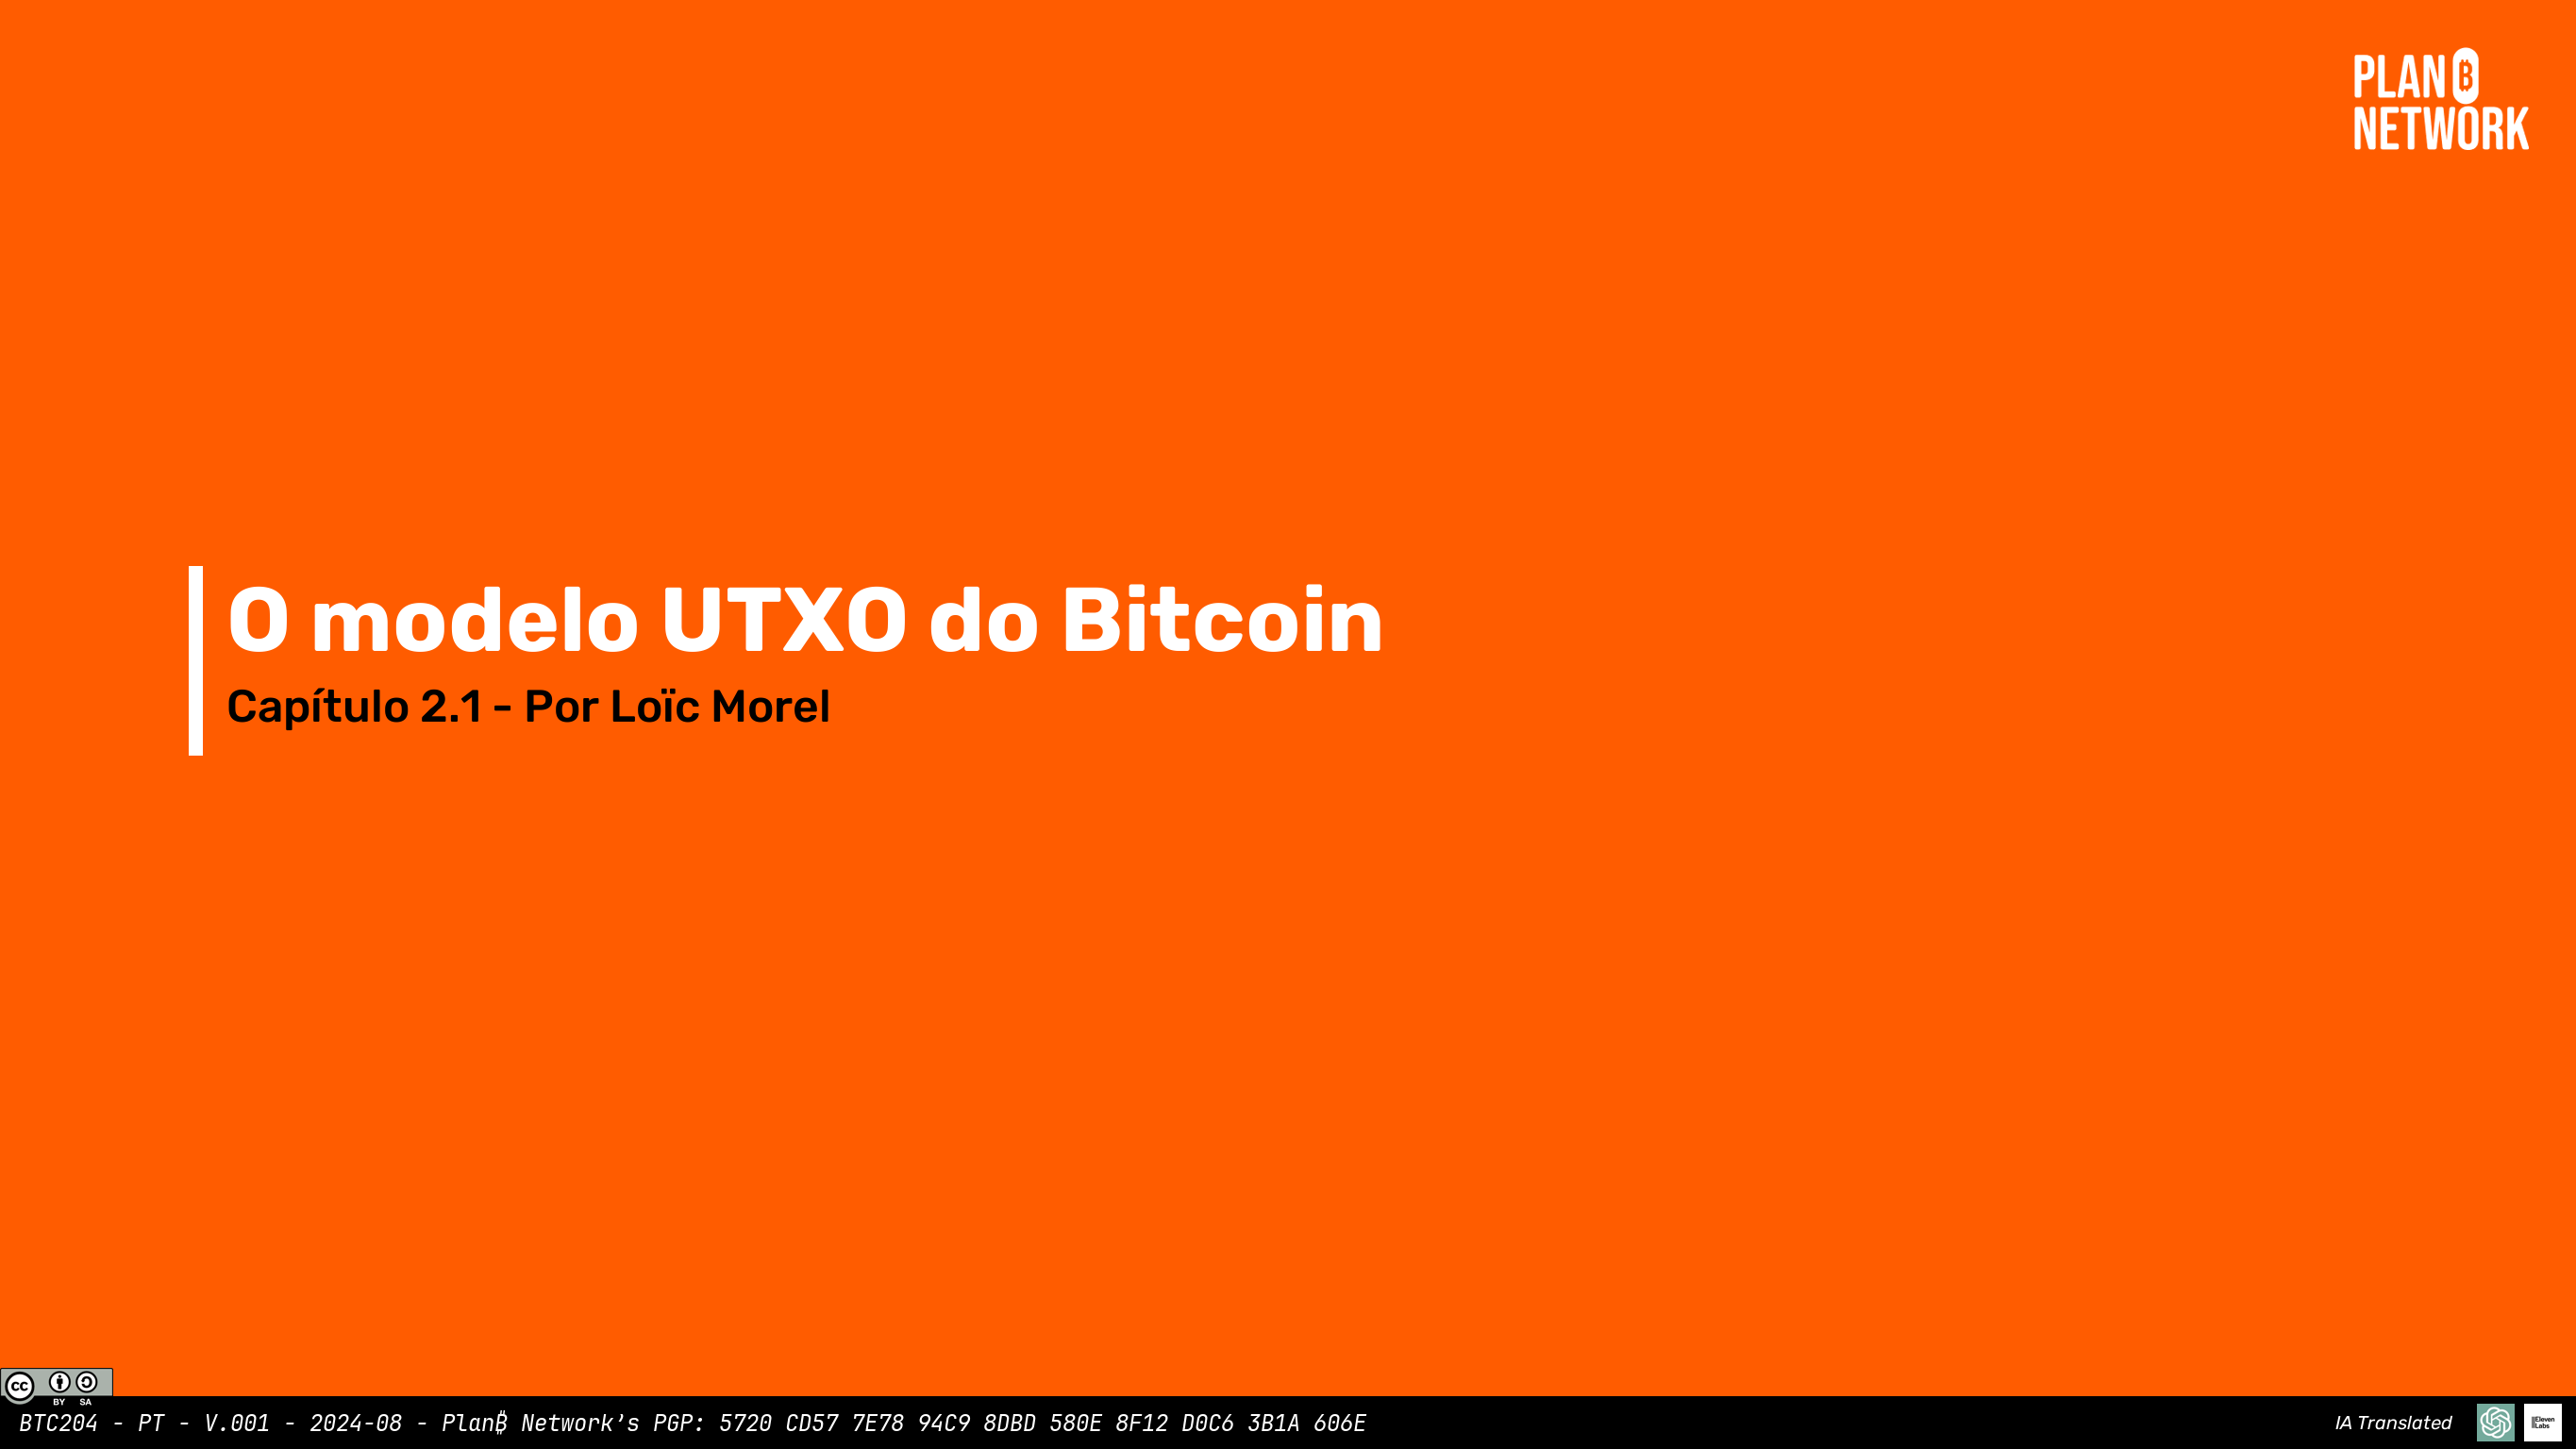 PLAN ₿
NETWORK
O modelo UTXO do Bitcoin
Capítulo 2.1 - Por Loïc Morel
CC BY SA
BTC204 - PT - V.001 - 2024-08 - Plan₿ Network’s PGP: 5720 CD57 7E78 94C9 8DBD 580E 8F12 D0C6 3B1A 606E
IA Translated
IIElevenLabs